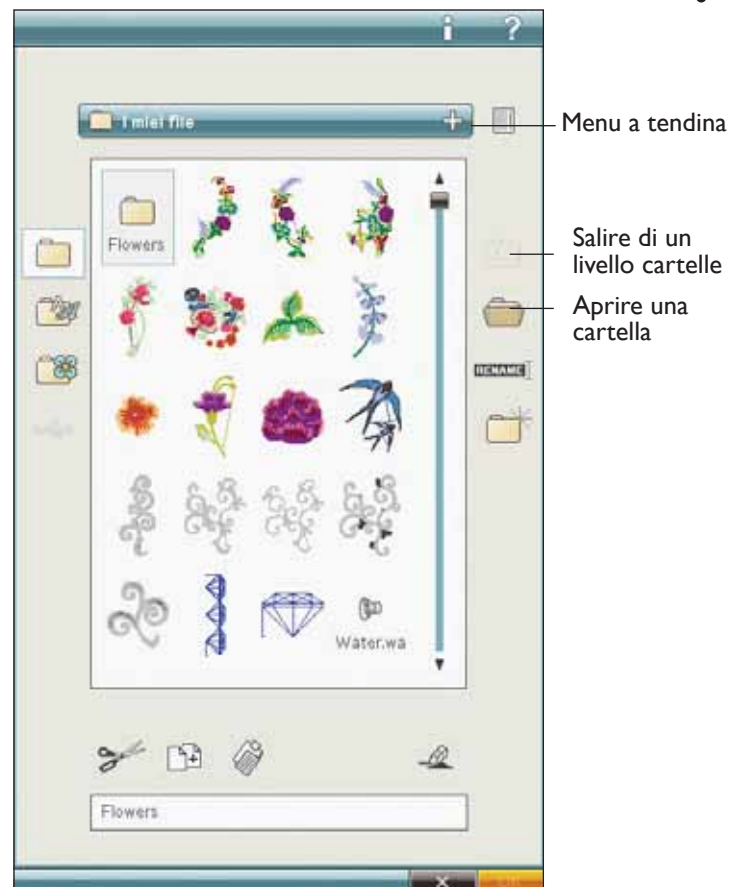 i ?
I miei file
Menu a tendina
Flowers
Salire di un
livello cartelle
Aprire una
cartella
RENAME
Water.wa
Flowers
X